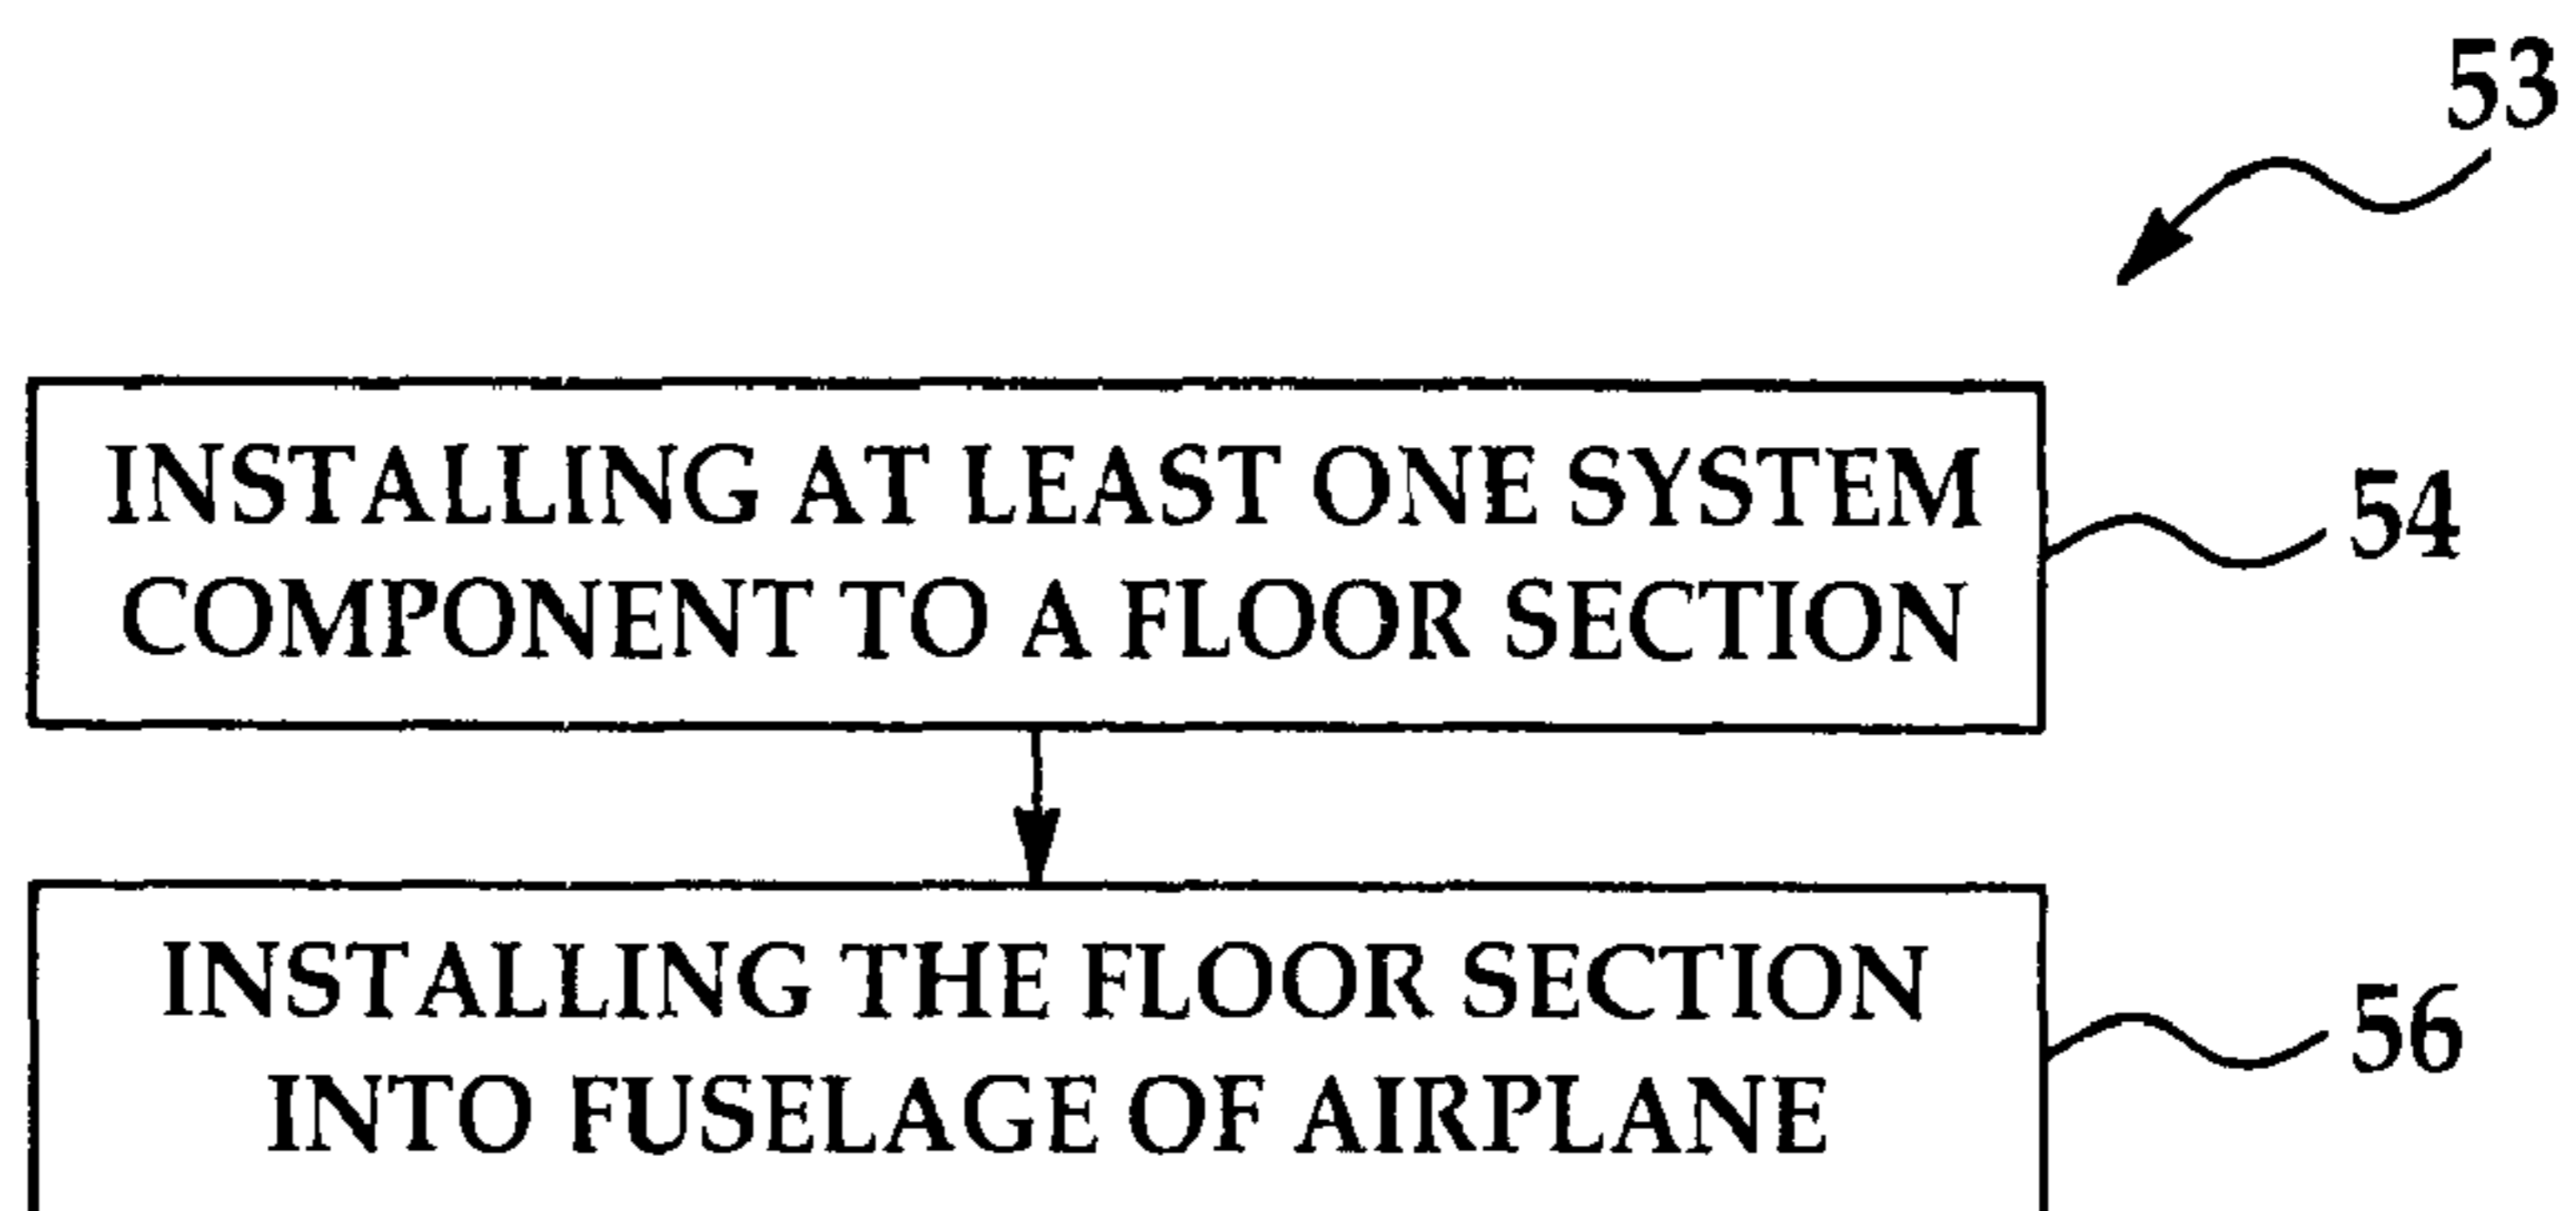 53
INSTALLING AT LEAST ONE SYSTEM
COMPONENT TO A FLOOR SECTION
54
INSTALLING THE FLOOR SECTION
INTO FUSELAGE OF AIRPLANE
56